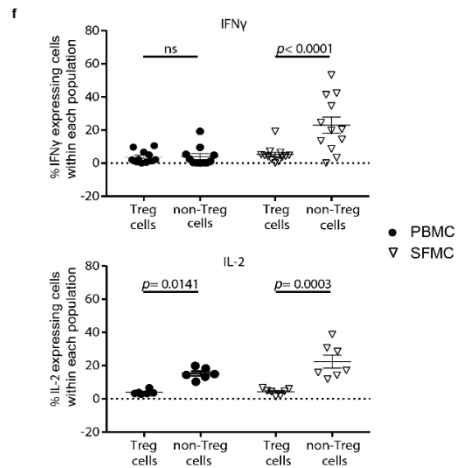 f
IFNγ
% IFNγ expressing cells
within each population
80
60
40
20
0
-20
ns
p< 0.0001
Treg
cells
non-Treg
cells
Treg
cells
non-Treg
cells
PBMC
SFMC
IL-2
% IL-2 expressing cells
within each population
80
60
40
20
0
-20
p= 0.0141
p= 0.0003
Treg
cells
non-Treg
cells
Treg
cells
non-Treg
cells